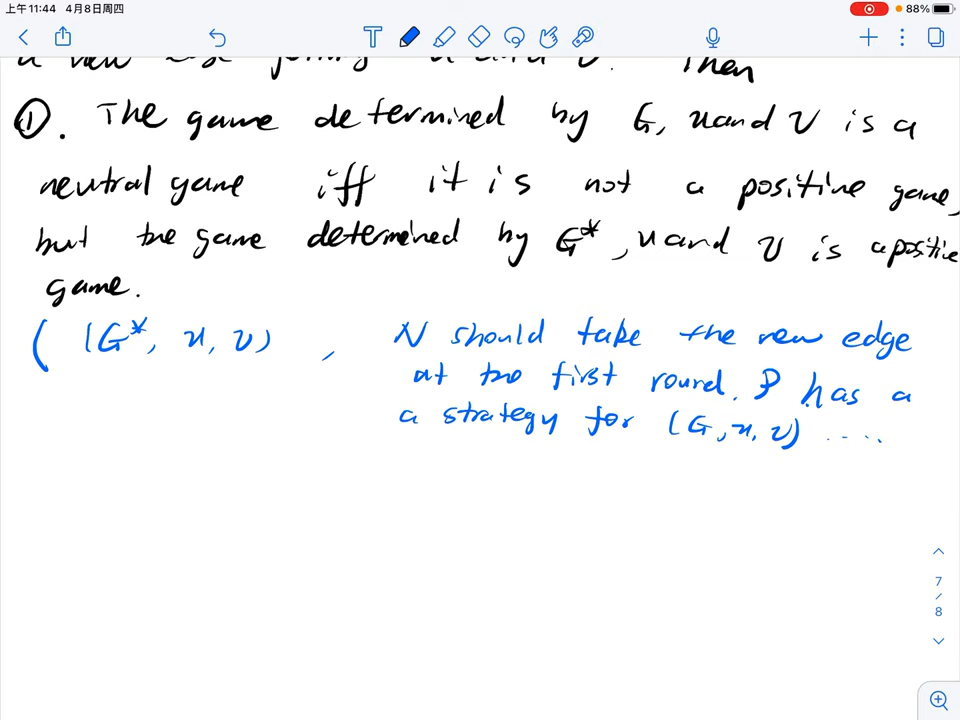 上午11:44 4月8日周四
88%
Then
①. The game determined by G, u and v is a
neutral game iff it is not a positive game,
but the game determined by G*, u and v is a positive
game.
( (G*, u, v) , N should take the new edge
at the first round. P has a
a strategy for (G, u, v) ....
7
/
8